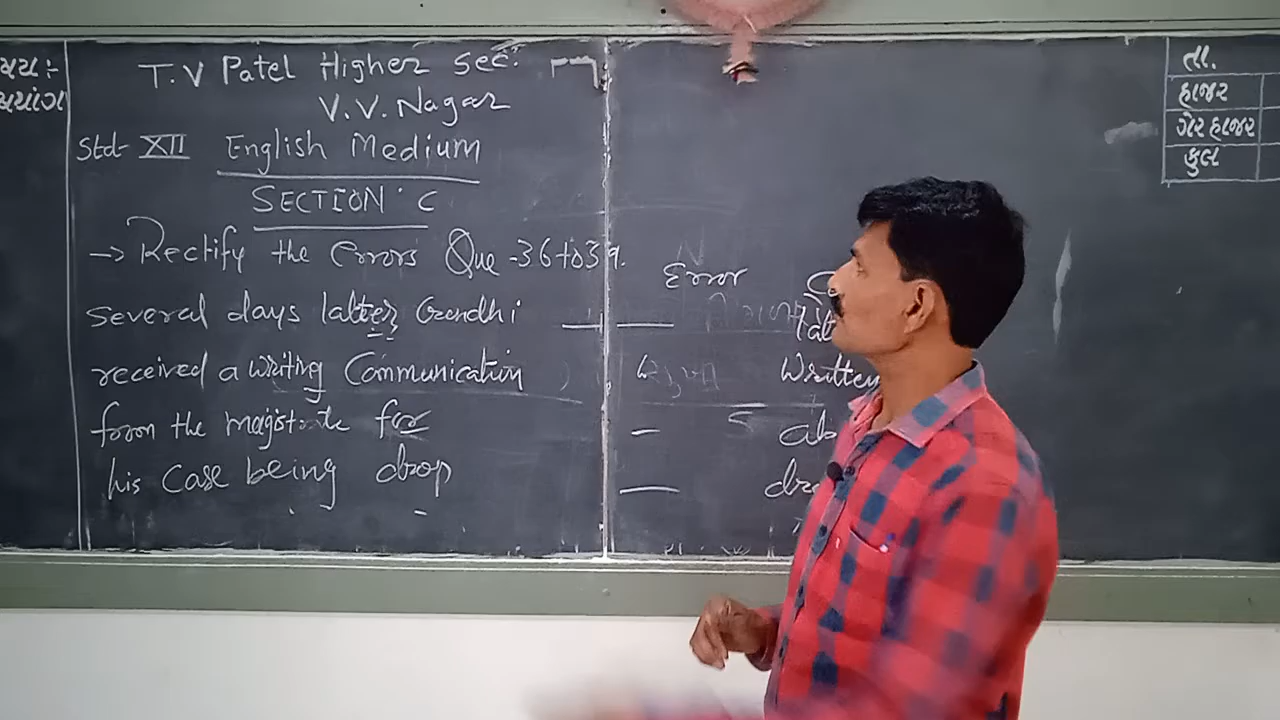 T.V Patel Higher Sec.
V.V. Nagar
Std- XII English Medium
SECTION C
→ Rectify the Errors Que-36 to 39.
Several days latter Gandhi
received a writing Communication
from the magistrate for
his case being drop
Error
written
તા.
હાજર
ગેરહાજર
કુલ